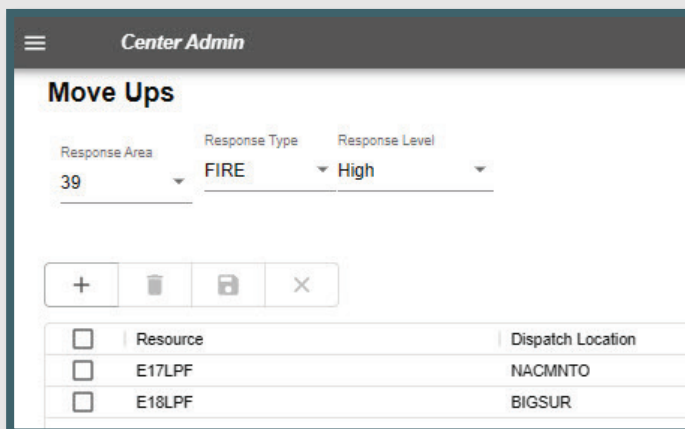 Center Admin
Move Ups
Response Area Response Type Response Level
39 FIRE High
Resource Dispatch Location
E17LPF NACMNTO
E18LPF BIGSUR